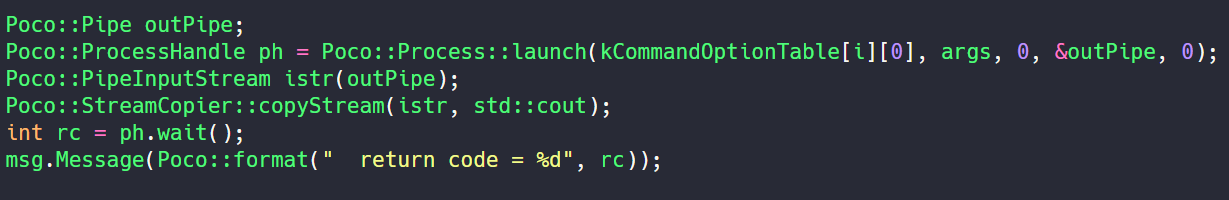 Poco::Pipe outPipe;
Poco::ProcessHandle ph = Poco::Process::launch(kCommandOptionTable[i][0], args, 0, &outPipe, 0);
Poco::PipeInputStream istr(outPipe);
Poco::StreamCopier::copyStream(istr, std::cout);
int rc = ph.wait();
msg.Message(Poco::format("  return code = %d", rc));